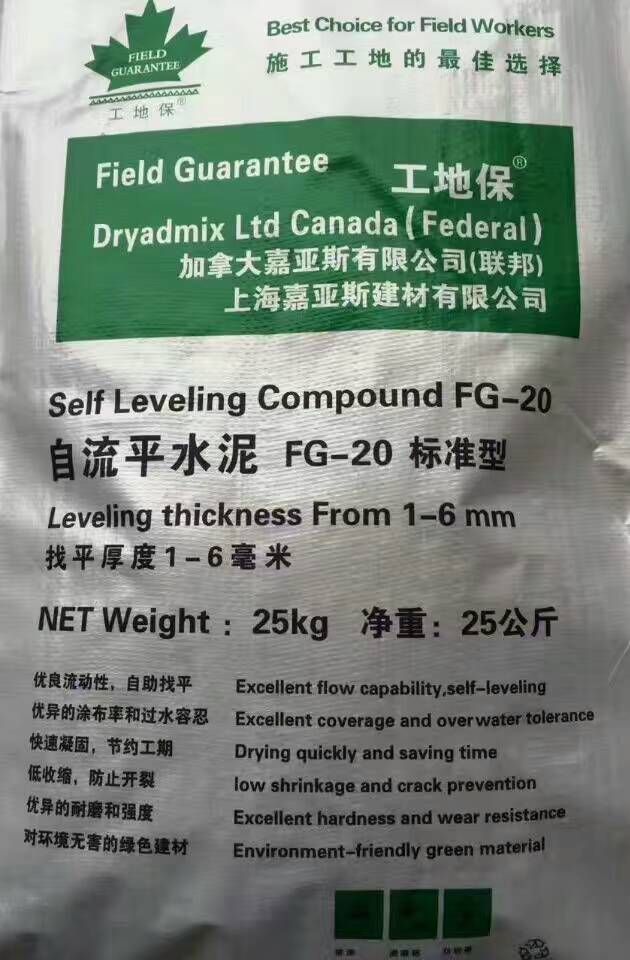 FIELD
GUARANTEE
工地保®
Best Choice for Field Workers
施工工地的最佳选择
Field Guarantee 工地保®
Dryadmix Ltd Canada (Federal)
加拿大嘉亚斯有限公司(联邦)
上海嘉亚斯建材有限公司
Self Leveling Compound FG-20
自流平水泥 FG-20 标准型
Leveling thickness From 1-6 mm
找平厚度1-6毫米
NET Weight : 25kg 净重: 25公斤
优良流动性, 自助找平 Excellent flow capability,self-leveling
优异的涂布率和过水容忍 Excellent coverage and overwater tolerance
快速凝固, 节约工期 Drying quickly and saving time
低收缩, 防止开裂 low shrinkage and crack prevention
优异的耐磨和强度 Excellent hardness and wear resistance
对环境无害的绿色建材 Environment-friendly green material